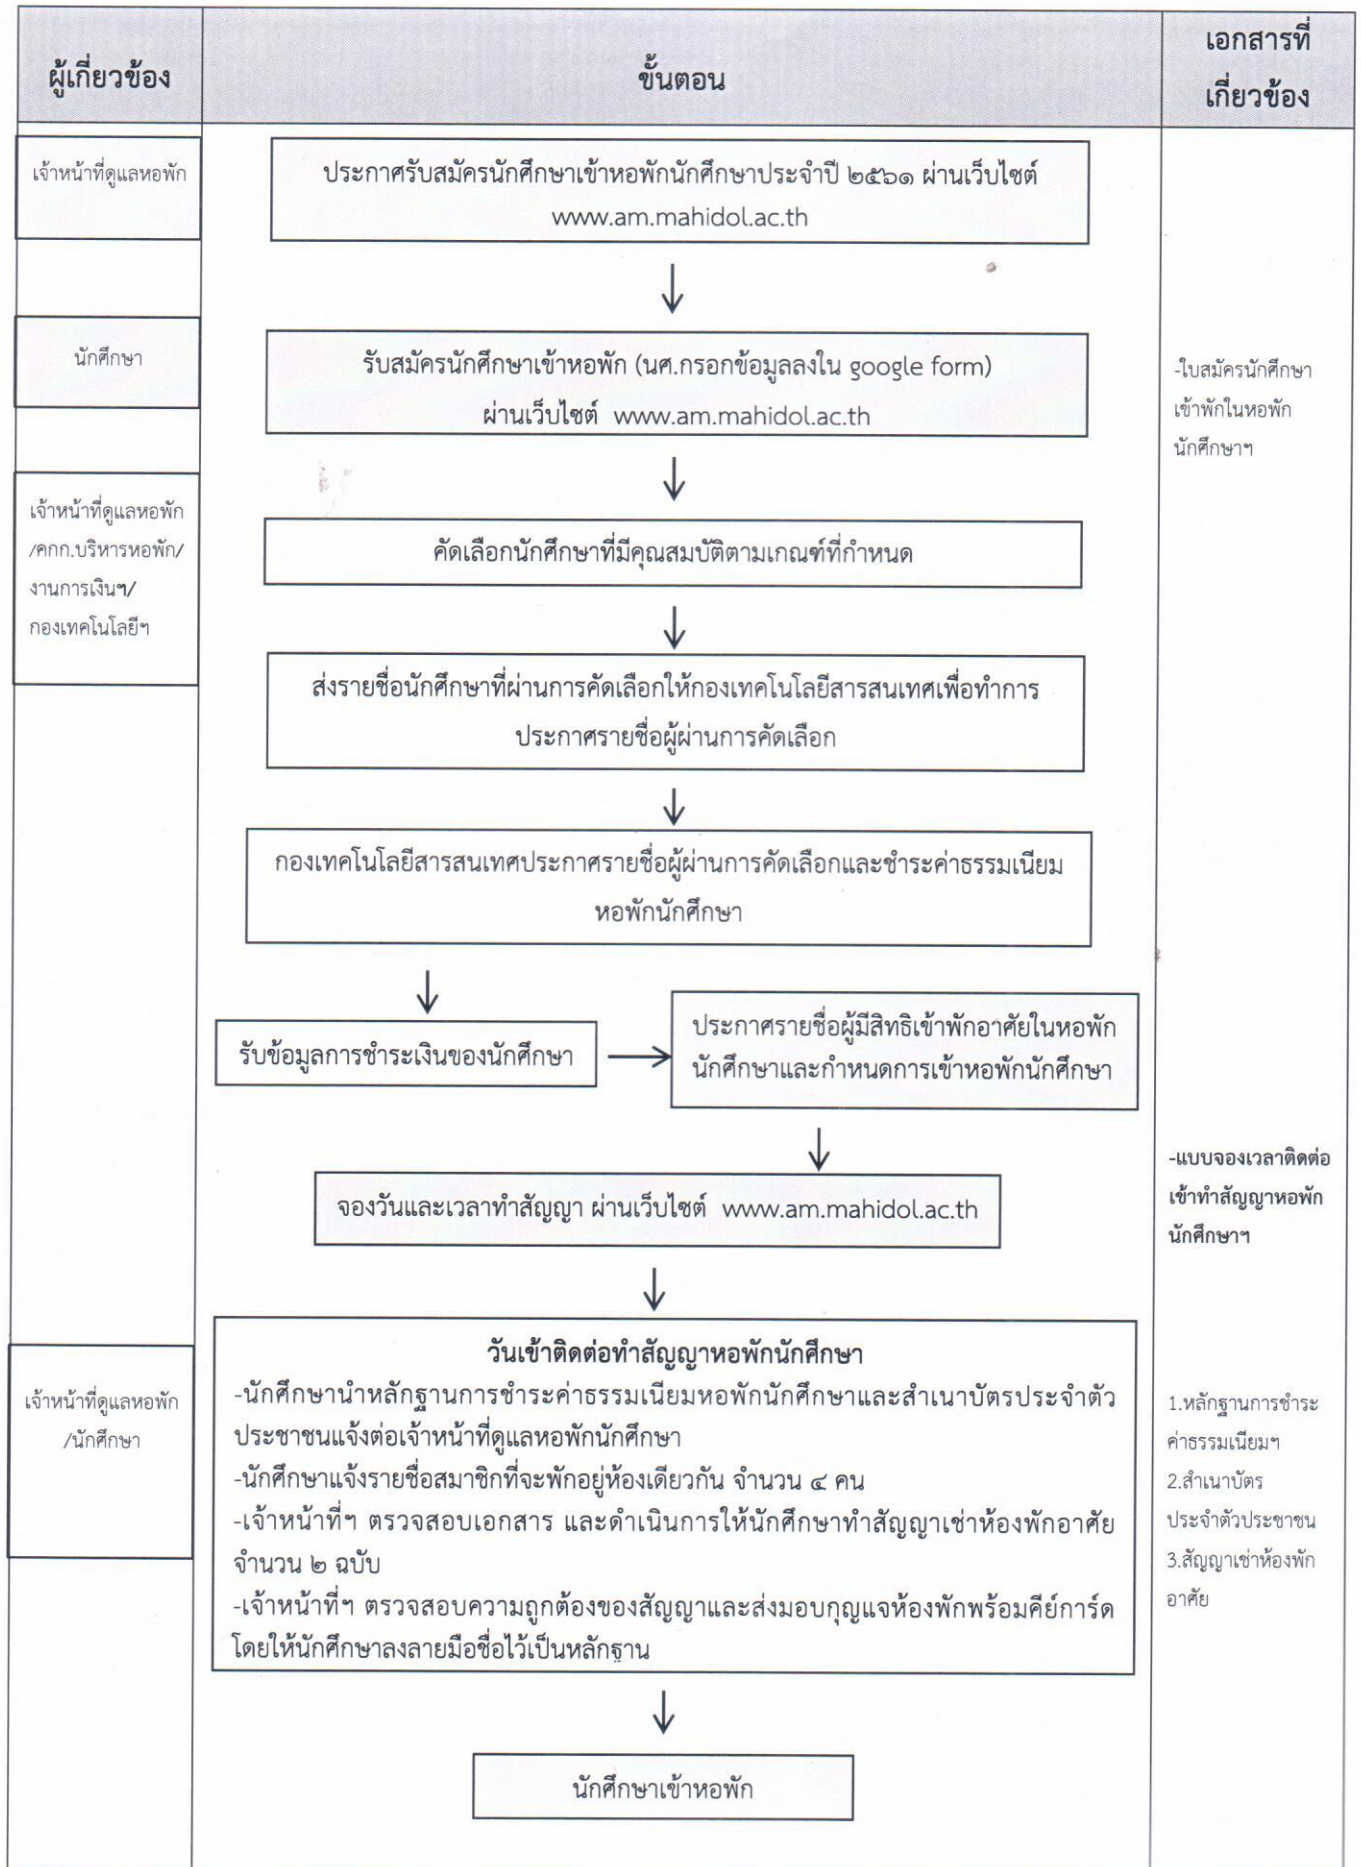 ผู้เกี่ยวข้อง
ขั้นตอน
เอกสารที่
เกี่ยวข้อง
เจ้าหน้าที่ดูแลหอพัก
ประกาศรับสมัครนักศึกษาเข้าหอพักนักศึกษาประจำปี ๒๕๖๑ ผ่านเว็บไซต์
www.am.mahidol.ac.th
นักศึกษา
รับสมัครนักศึกษาเข้าหอพัก (นศ.กรอกข้อมูลลงใน google form)
ผ่านเว็บไซต์ www.am.mahidol.ac.th
-ใบสมัครนักศึกษา
เข้าพักในหอพัก
นักศึกษาฯ
เจ้าหน้าที่ดูแลหอพัก
/คกก.บริหารหอพัก/
งานการเงินฯ/
กองเทคโนโลยีฯ
คัดเลือกนักศึกษาที่มีคุณสมบัติตามเกณฑ์ที่กำหนด
ส่งรายชื่อนักศึกษาที่ผ่านการคัดเลือกให้กองเทคโนโลยีสารสนเทศเพื่อทำการ
ประกาศรายชื่อผู้ผ่านการคัดเลือก
กองเทคโนโลยีสารสนเทศประกาศรายชื่อผู้ผ่านการคัดเลือกและชำระค่าธรรมเนียม
หอพักนักศึกษา
รับข้อมูลการชำระเงินของนักศึกษา
ประกาศรายชื่อผู้มีสิทธิเข้าพักอาศัยในหอพัก
นักศึกษาและกำหนดการเข้าหอพักนักศึกษา
จองวันและเวลาทำสัญญา ผ่านเว็บไซต์ www.am.mahidol.ac.th
-แบบจองเวลาติดต่อ
เข้าทำสัญญาหอพัก
นักศึกษาฯ
เจ้าหน้าที่ดูแลหอพัก
/นักศึกษา
วันเข้าติดต่อทำสัญญาหอพักนักศึกษา
-นักศึกษานำหลักฐานการชำระค่าธรรมเนียมหอพักนักศึกษาและสำเนาบัตรประจำตัว
ประชาชนแจ้งต่อเจ้าหน้าที่ดูแลหอพักนักศึกษา
-นักศึกษาแจ้งรายชื่อสมาชิกที่จะพักอยู่ห้องเดียวกัน จำนวน ๔ คน
-เจ้าหน้าที่ฯ ตรวจสอบเอกสาร และดำเนินการให้นักศึกษาทำสัญญาเช่าห้องพักอาศัย
จำนวน ๒ ฉบับ
-เจ้าหน้าที่ฯ ตรวจสอบความถูกต้องของสัญญาและส่งมอบกุญแจห้องพักพร้อมคีย์การ์ด
โดยให้นักศึกษาลงลายมือชื่อไว้เป็นหลักฐาน
1.หลักฐานการชำระ
ค่าธรรมเนียมฯ
2.สำเนาบัตร
ประจำตัวประชาชน
3.สัญญาเช่าห้องพัก
อาศัย
นักศึกษาเข้าหอพัก